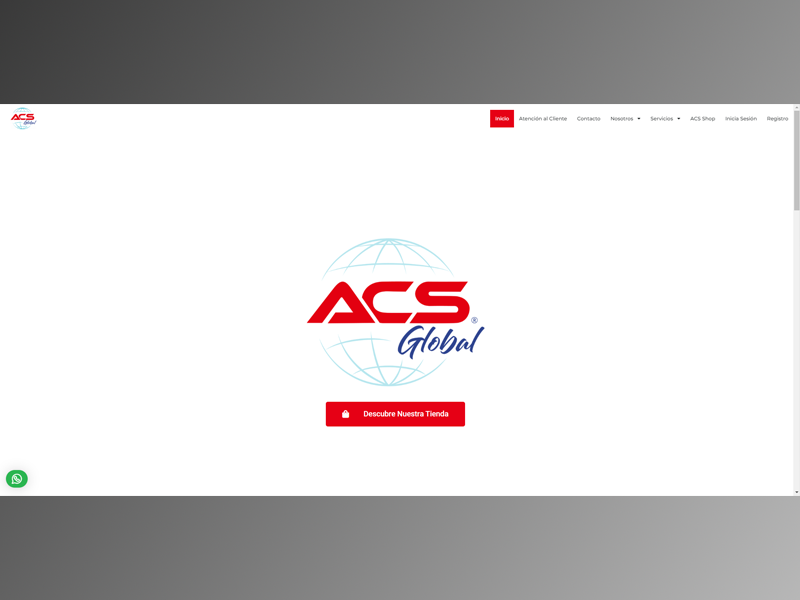 ACS
Global
Inicio
Atención al Cliente
Contacto
Nosotros
Servicios
ACS Shop
Inicia Sesión
Registro
ACS
®
Global
Descubre Nuestra Tienda